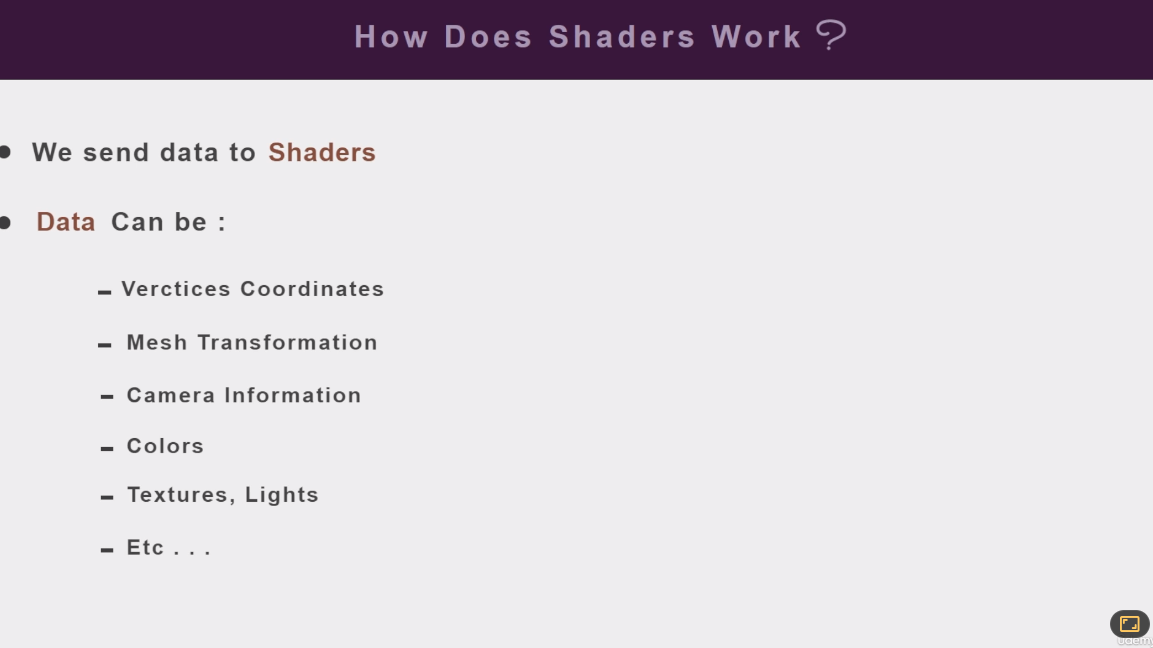 How Does Shaders Work ?
• We send data to Shaders
• Data Can be :
– Verctices Coordinates
– Mesh Transformation
– Camera Information
– Colors
– Textures, Lights
– Etc . . .
udemy